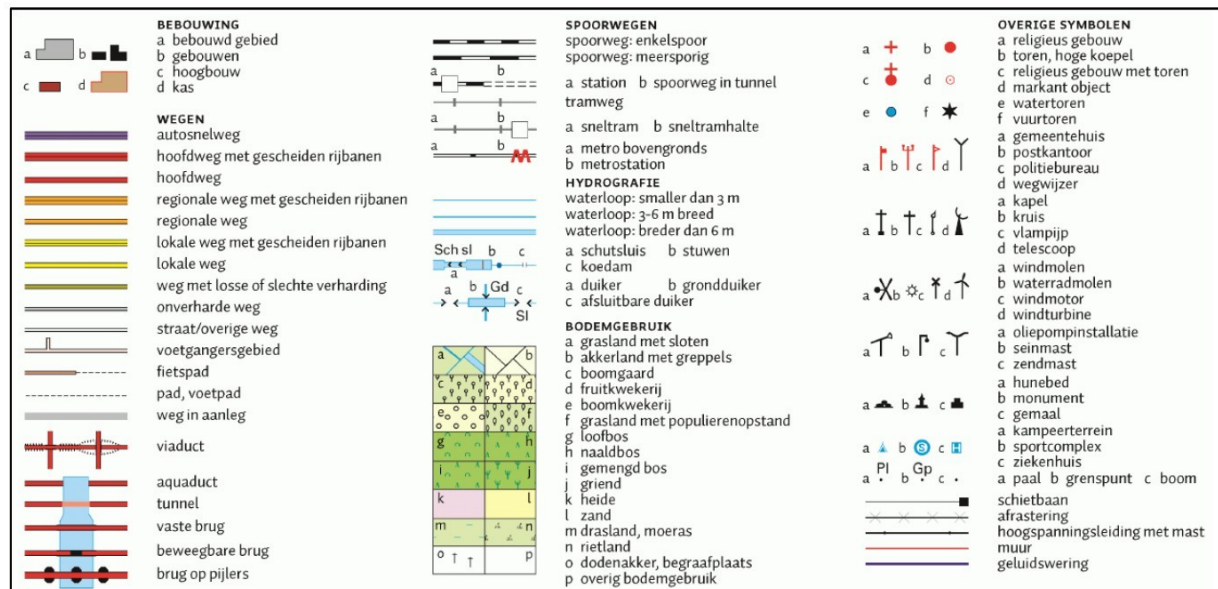 BEBOUWING
a b
a bebouwd gebied
b gebouwen
c d
c hoogbouw
d kas
WEGEN
autosnelweg
hoofdweg met gescheiden rijbanen
hoofdweg
regionale weg met gescheiden rijbanen
regionale weg
lokale weg met gescheiden rijbanen
lokale weg
weg met losse of slechte verharding
onverharde weg
straat/overige weg
voetgangersgebied
fietspad
pad, voetpad
weg in aanleg
viaduct
aquaduct
tunnel
vaste brug
beweegbare brug
brug op pijlers
SPOORWEGEN
spoorweg: enkelspoor
spoorweg: meersporig
a b
a station b spoorweg in tunnel
tramweg
a b
a sneltram b sneltramhalte
a b
a metro bovengronds
b metrostation
HYDROGRAFIE
waterloop: smaller dan 3 m
waterloop: 3-6 m breed
waterloop: breder dan 6 m
Sch sl b c
a
a schutsluis b stuwen
c koedam
a b Gd c
Sl
a duiker b grondduiker
c afsluitbare duiker
BODEMGEBRUIK
a b
c d
e f
g h
i j
k l
m n
o p
a grasland met sloten
b akkerland met greppels
c boomgaard
d fruitkwekerij
e boomkwekerij
f grasland met populierenopstand
g loofbos
h naaldbos
i gemengd bos
j griend
k heide
l zand
m drasland, moeras
n rietland
o dodenakker, begraafplaats
p overig bodemgebruik
OVERIGE SYMBOLEN
a b
c d
e f
a religieus gebouw
b toren, hoge koepel
c religieus gebouw met toren
d markant object
e watertoren
f vuurtoren
a b c d
a gemeentehuis
b postkantoor
c politiebureau
d wegwijzer
a b c d
a kapel
b kruis
c vlampijp
d telescoop
a b c d
a windmolen
b waterradmolen
c windmotor
d windturbine
a b c
a oliepompinstallatie
b seinmast
c zendmast
a b c
a hunebed
b monument
c gemaal
a b S c H
a kampeerterrein
b sportcomplex
c ziekenhuis
Pl Gp
a b c
a paal b grenspunt c boom
schietbaan
afrastering
hoogspanningsleiding met mast
muur
geluidswering